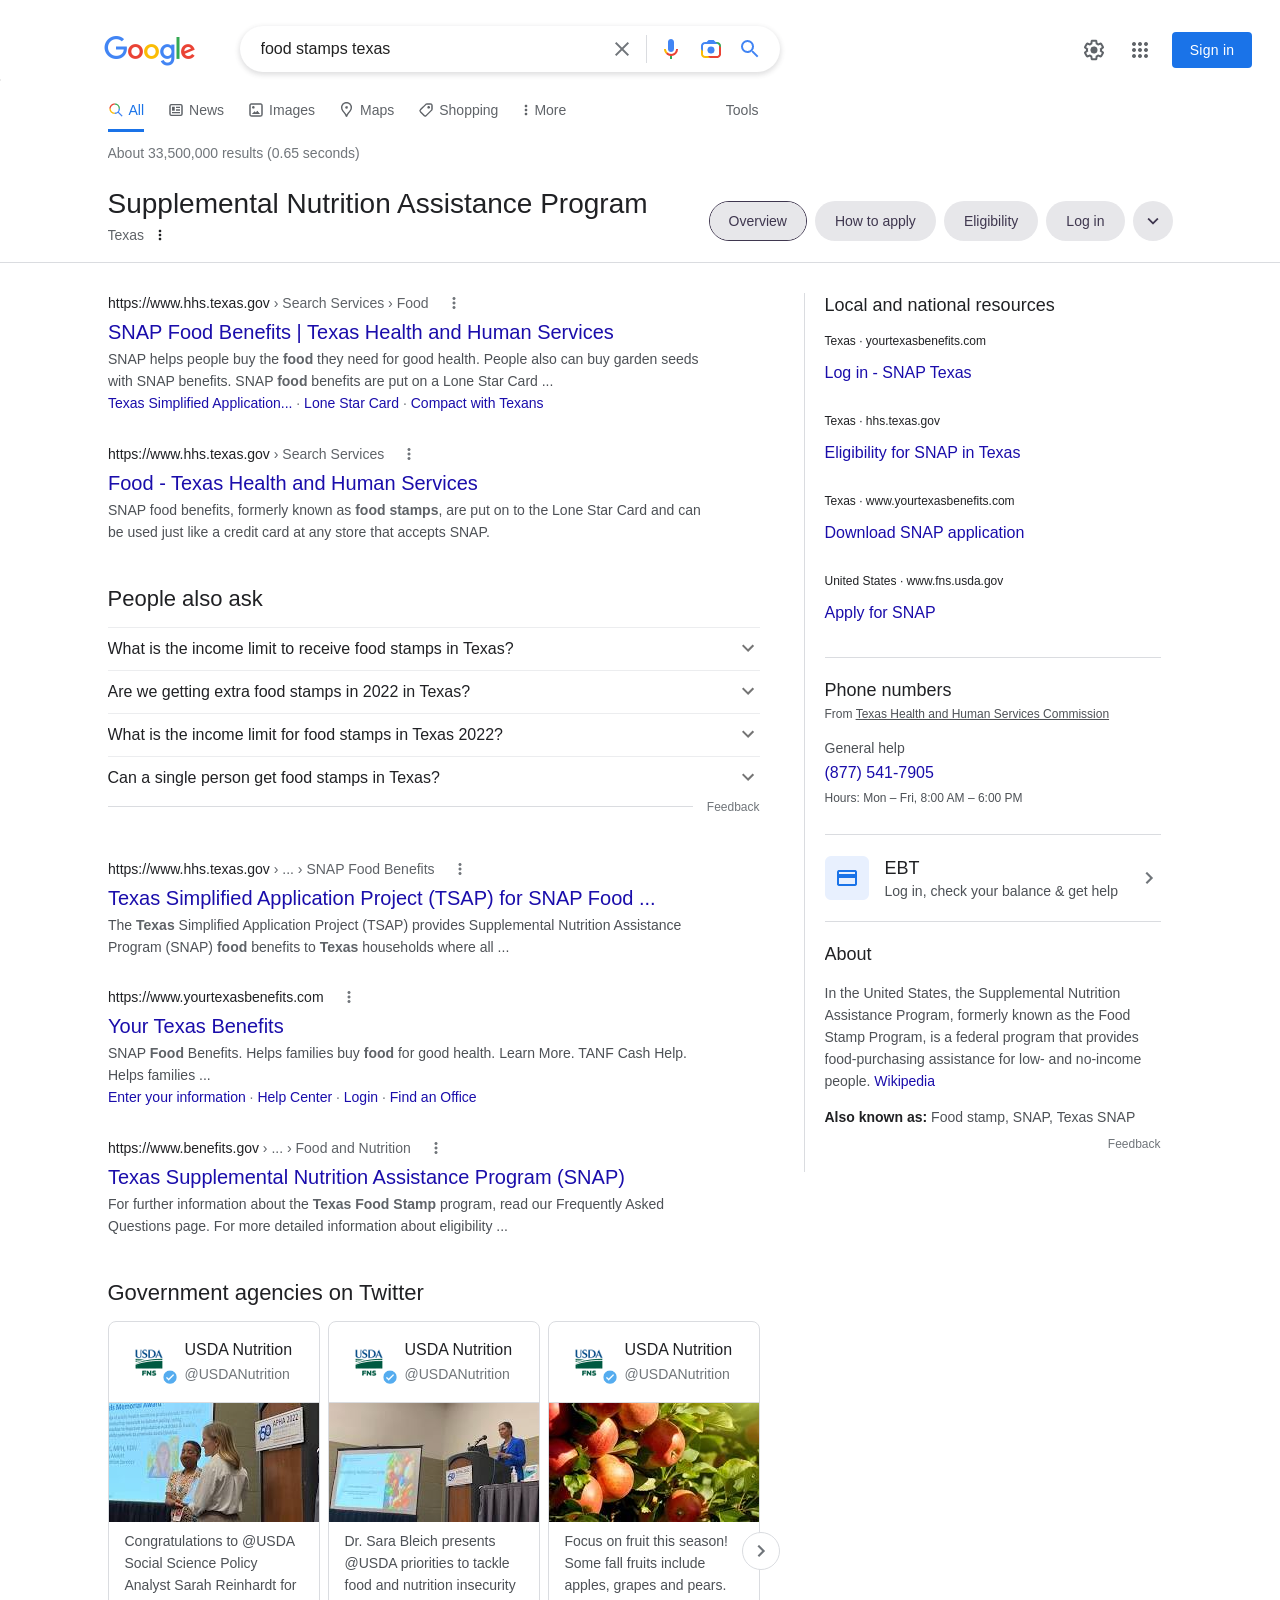 Google
food stamps texas
Sign in
All
News
Images
Maps
Shopping
More
Tools
About 33,500,000 results (0.65 seconds)
Supplemental Nutrition Assistance Program
Texas
Overview
How to apply
Eligibility
Log in
https://www.hhs.texas.gov › Search Services › Food
SNAP Food Benefits | Texas Health and Human Services
SNAP helps people buy the food they need for good health. People also can buy garden seeds
with SNAP benefits. SNAP food benefits are put on a Lone Star Card ...
Texas Simplified Application... · Lone Star Card · Compact with Texans
https://www.hhs.texas.gov › Search Services
Food - Texas Health and Human Services
SNAP food benefits, formerly known as food stamps, are put on to the Lone Star Card and can
be used just like a credit card at any store that accepts SNAP.
People also ask
What is the income limit to receive food stamps in Texas?
Are we getting extra food stamps in 2022 in Texas?
What is the income limit for food stamps in Texas 2022?
Can a single person get food stamps in Texas?
Feedback
https://www.hhs.texas.gov › ... › SNAP Food Benefits
Texas Simplified Application Project (TSAP) for SNAP Food ...
The Texas Simplified Application Project (TSAP) provides Supplemental Nutrition Assistance
Program (SNAP) food benefits to Texas households where all ...
https://www.yourtexasbenefits.com
Your Texas Benefits
SNAP Food Benefits. Helps families buy food for good health. Learn More. TANF Cash Help.
Helps families ...
Enter your information · Help Center · Login · Find an Office
https://www.benefits.gov › ... › Food and Nutrition
Texas Supplemental Nutrition Assistance Program (SNAP)
For further information about the Texas Food Stamp program, read our Frequently Asked
Questions page. For more detailed information about eligibility ...
Government agencies on Twitter
USDA
FNS
USDA Nutrition
@USDANutrition
APHA 2022
150
Congratulations to @USDA
Social Science Policy
Analyst Sarah Reinhardt for
USDA
FNS
USDA Nutrition
@USDANutrition
Dr. Sara Bleich presents
@USDA priorities to tackle
food and nutrition insecurity
USDA
FNS
USDA Nutrition
@USDANutrition
Focus on fruit this season!
Some fall fruits include
apples, grapes and pears.
Local and national resources
Texas · yourtexasbenefits.com
Log in - SNAP Texas
Texas · hhs.texas.gov
Eligibility for SNAP in Texas
Texas · www.yourtexasbenefits.com
Download SNAP application
United States · www.fns.usda.gov
Apply for SNAP
Phone numbers
From Texas Health and Human Services Commission
General help
(877) 541-7905
Hours: Mon – Fri, 8:00 AM – 6:00 PM
EBT
Log in, check your balance & get help
About
In the United States, the Supplemental Nutrition
Assistance Program, formerly known as the Food
Stamp Program, is a federal program that provides
food-purchasing assistance for low- and no-income
people. Wikipedia
Also known as: Food stamp, SNAP, Texas SNAP
Feedback